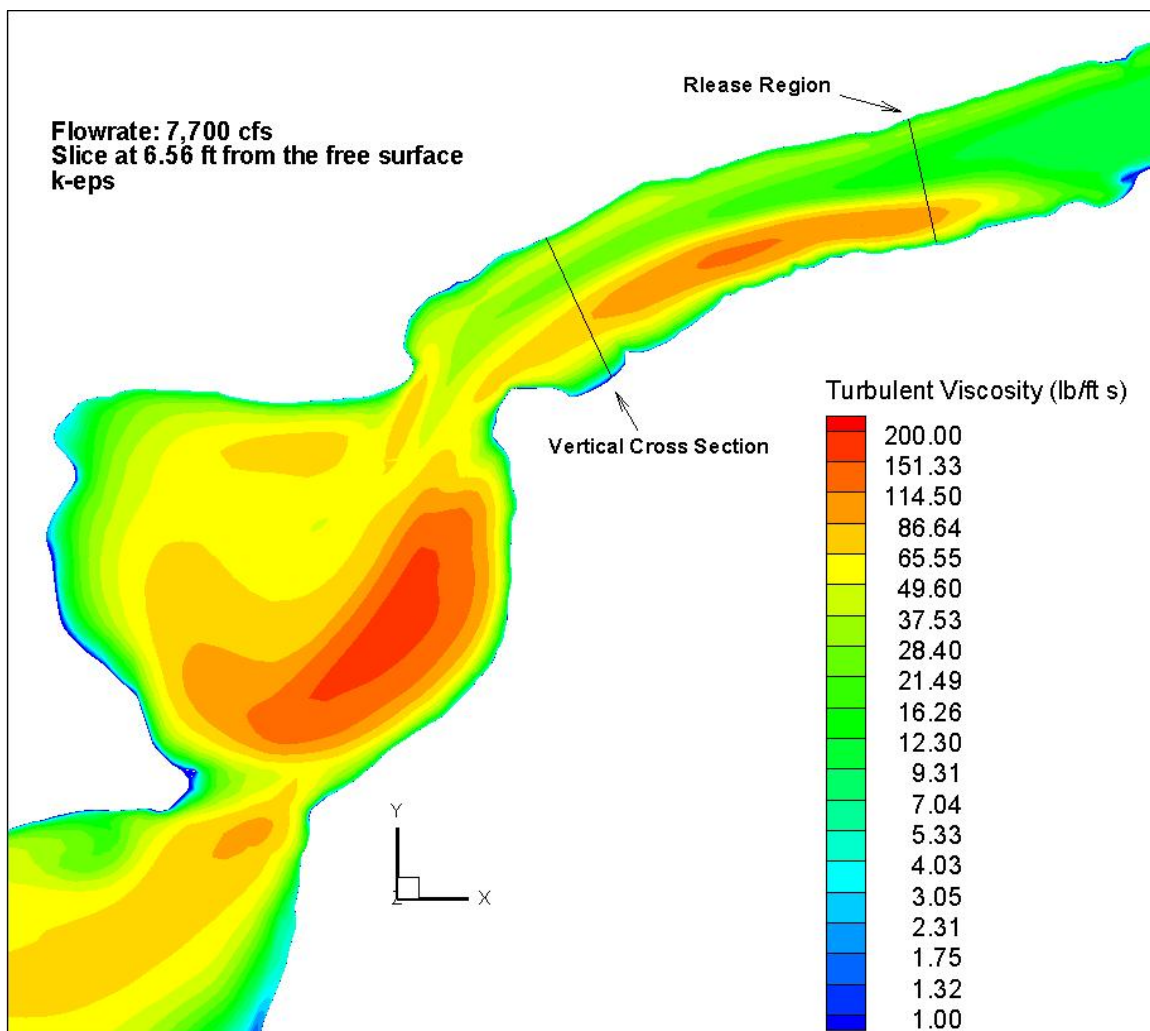 Rlease Region
Flowrate: 7,700 cfs
Slice at 6.56 ft from the free surface
k-eps
Vertical Cross Section
Turbulent Viscosity (lb/ft s)
200.00
151.33
114.50
86.64
65.55
49.60
37.53
28.40
21.49
16.26
12.30
9.31
7.04
5.33
4.03
3.05
2.31
1.75
1.32
1.00
Y
Z
X